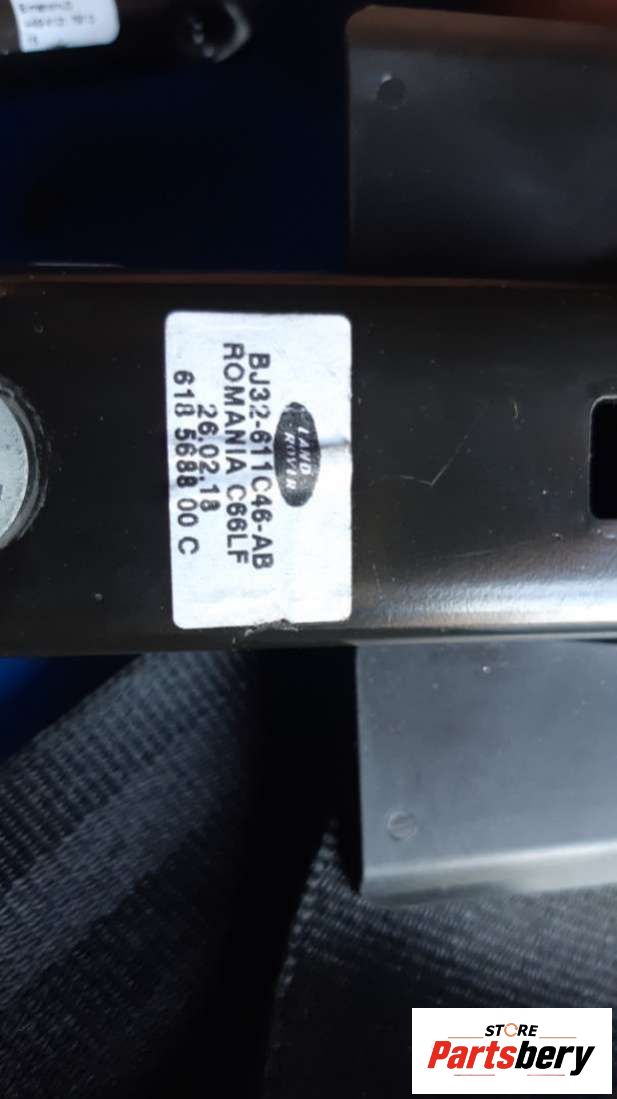 LAND
ROVER
BJ32-611C46-AB
ROMANIA C66LF
26.02.18
618 5688 00 C
STORE
Partsbery